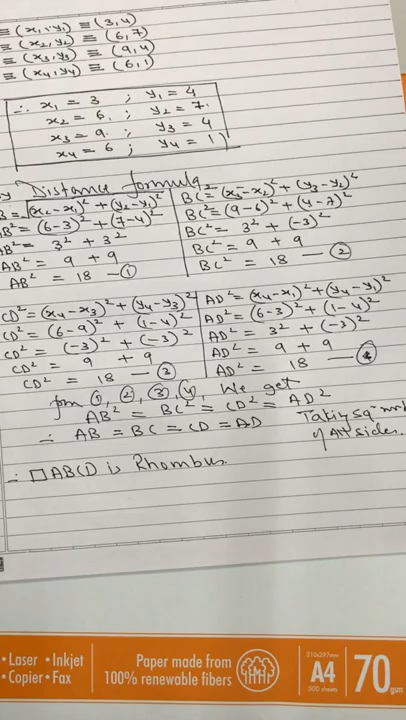 ≡ (x₁, y₁) ≡ (3, 4)
≡ (x₂, y₂) ≡ (6, 7)
≡ (x₃, y₃) ≡ (9, 4)
≡ (x₄, y₄) ≡ (6, 1)
∴ x₁ = 3 ; y₁ = 4
x₂ = 6. ; y₂ = 7.
x₃ = 9. ; y₃ = 4
x₄ = 6 ; y₄ = 1
Distance formula
= (x₂-x₁)² + (y₂-y₁)²
AB² = (6-3)² + (7-4)²
AB² = 3² + 3²
AB² = 9 + 9
AB² = 18 — ①
BC² = (x₃-x₂)² + (y₃-y₂)²
BC² = (9-6)² + (4-7)²
BC² = 3² + (-3)²
BC² = 9 + 9
BC² = 18 — ②
CD² = (x₄-x₃)² + (y₄-y₃)²
CD² = (6-9)² + (1-4)²
CD² = (-3)² + (-3)²
CD² = 9 + 9
CD² = 18 — ③
AD² = (x₄-x₁)² + (y₄-y₁)²
AD² = (6-3)² + (1-4)²
AD² = 3² + (-3)²
AD² = 9 + 9
AD² = 18 — ④
from ①, ②, ③, ④, We get
AB² = BC² = CD² = AD²
∴ AB = BC = CD = AD
Taking sq
of All sides.
∴ □ABCD is Rhombus.
• Laser • Inkjet
• Copier • Fax
Paper made from
100% renewable fibers
210x297mm
A4
500 sheets
70 gsm